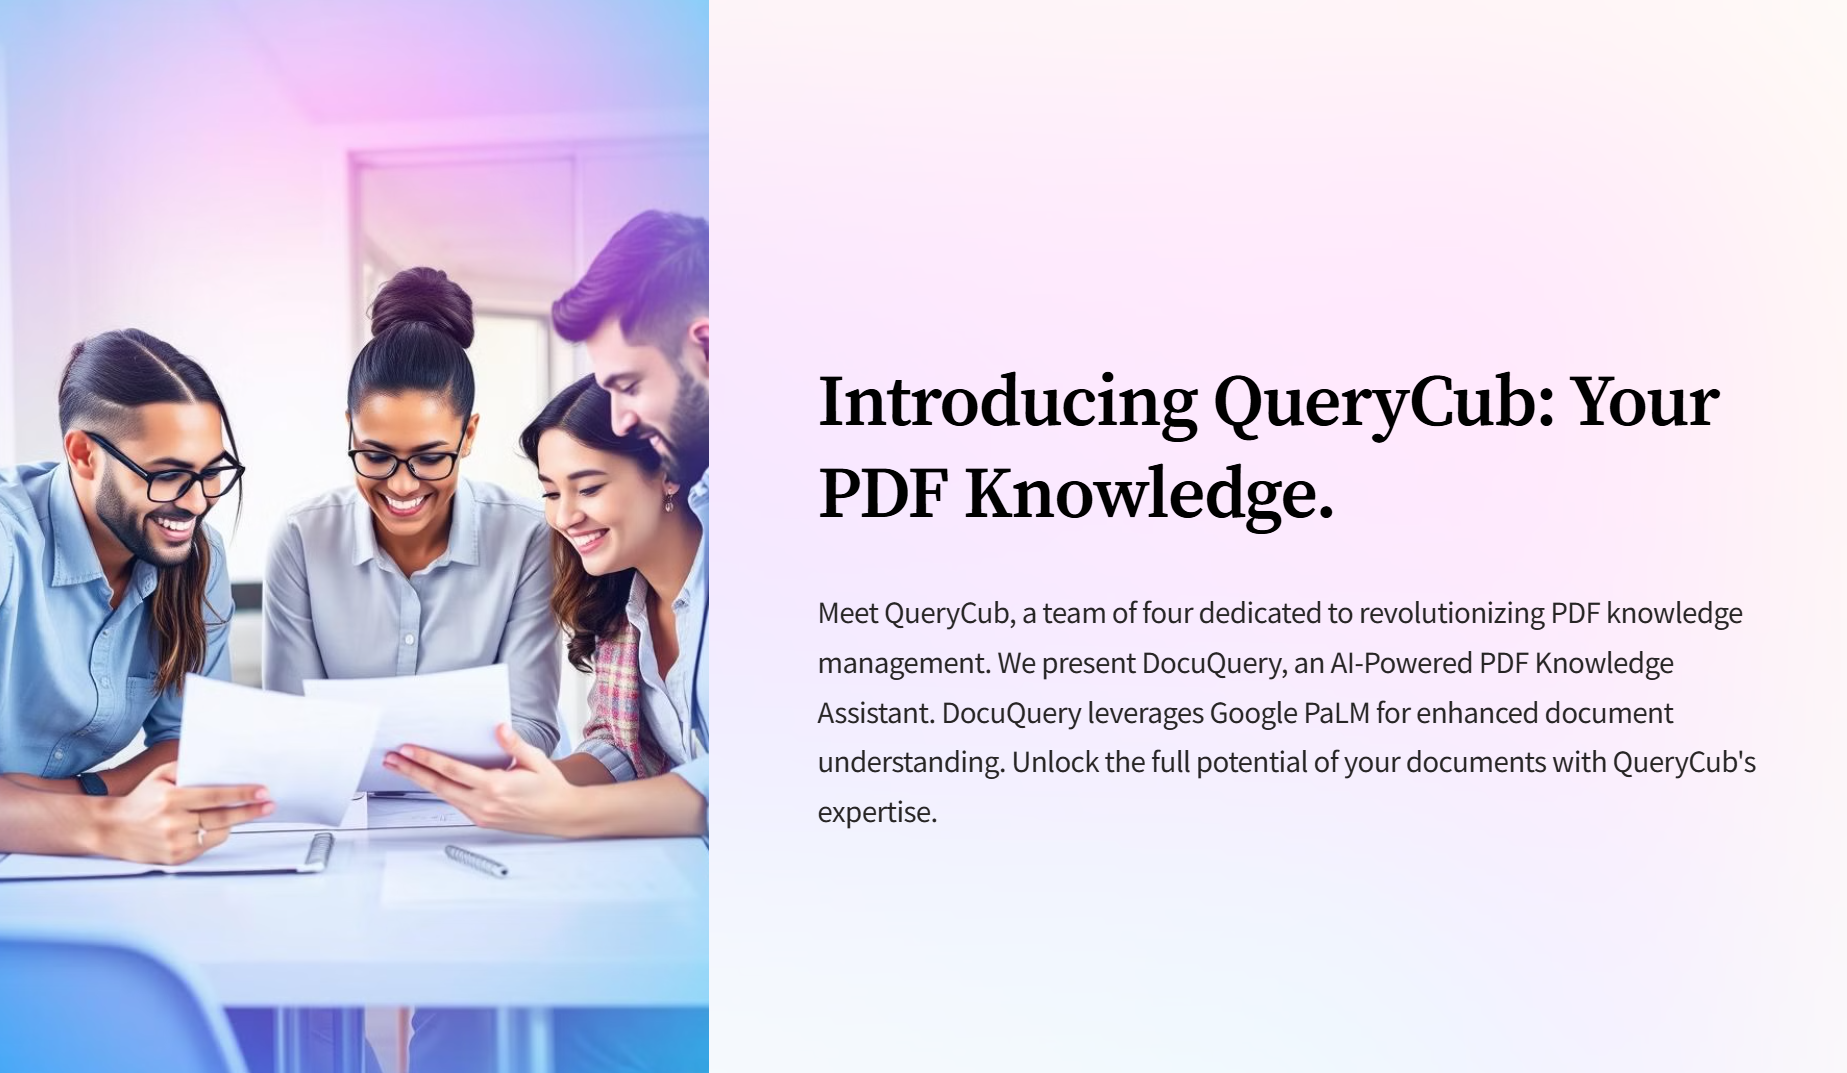 Introducing QueryCub: Your
PDF Knowledge.
Meet QueryCub, a team of four dedicated to revolutionizing PDF knowledge
management. We present DocuQuery, an AI-Powered PDF Knowledge
Assistant. DocuQuery leverages Google PaLM for enhanced document
understanding. Unlock the full potential of your documents with QueryCub's
expertise.